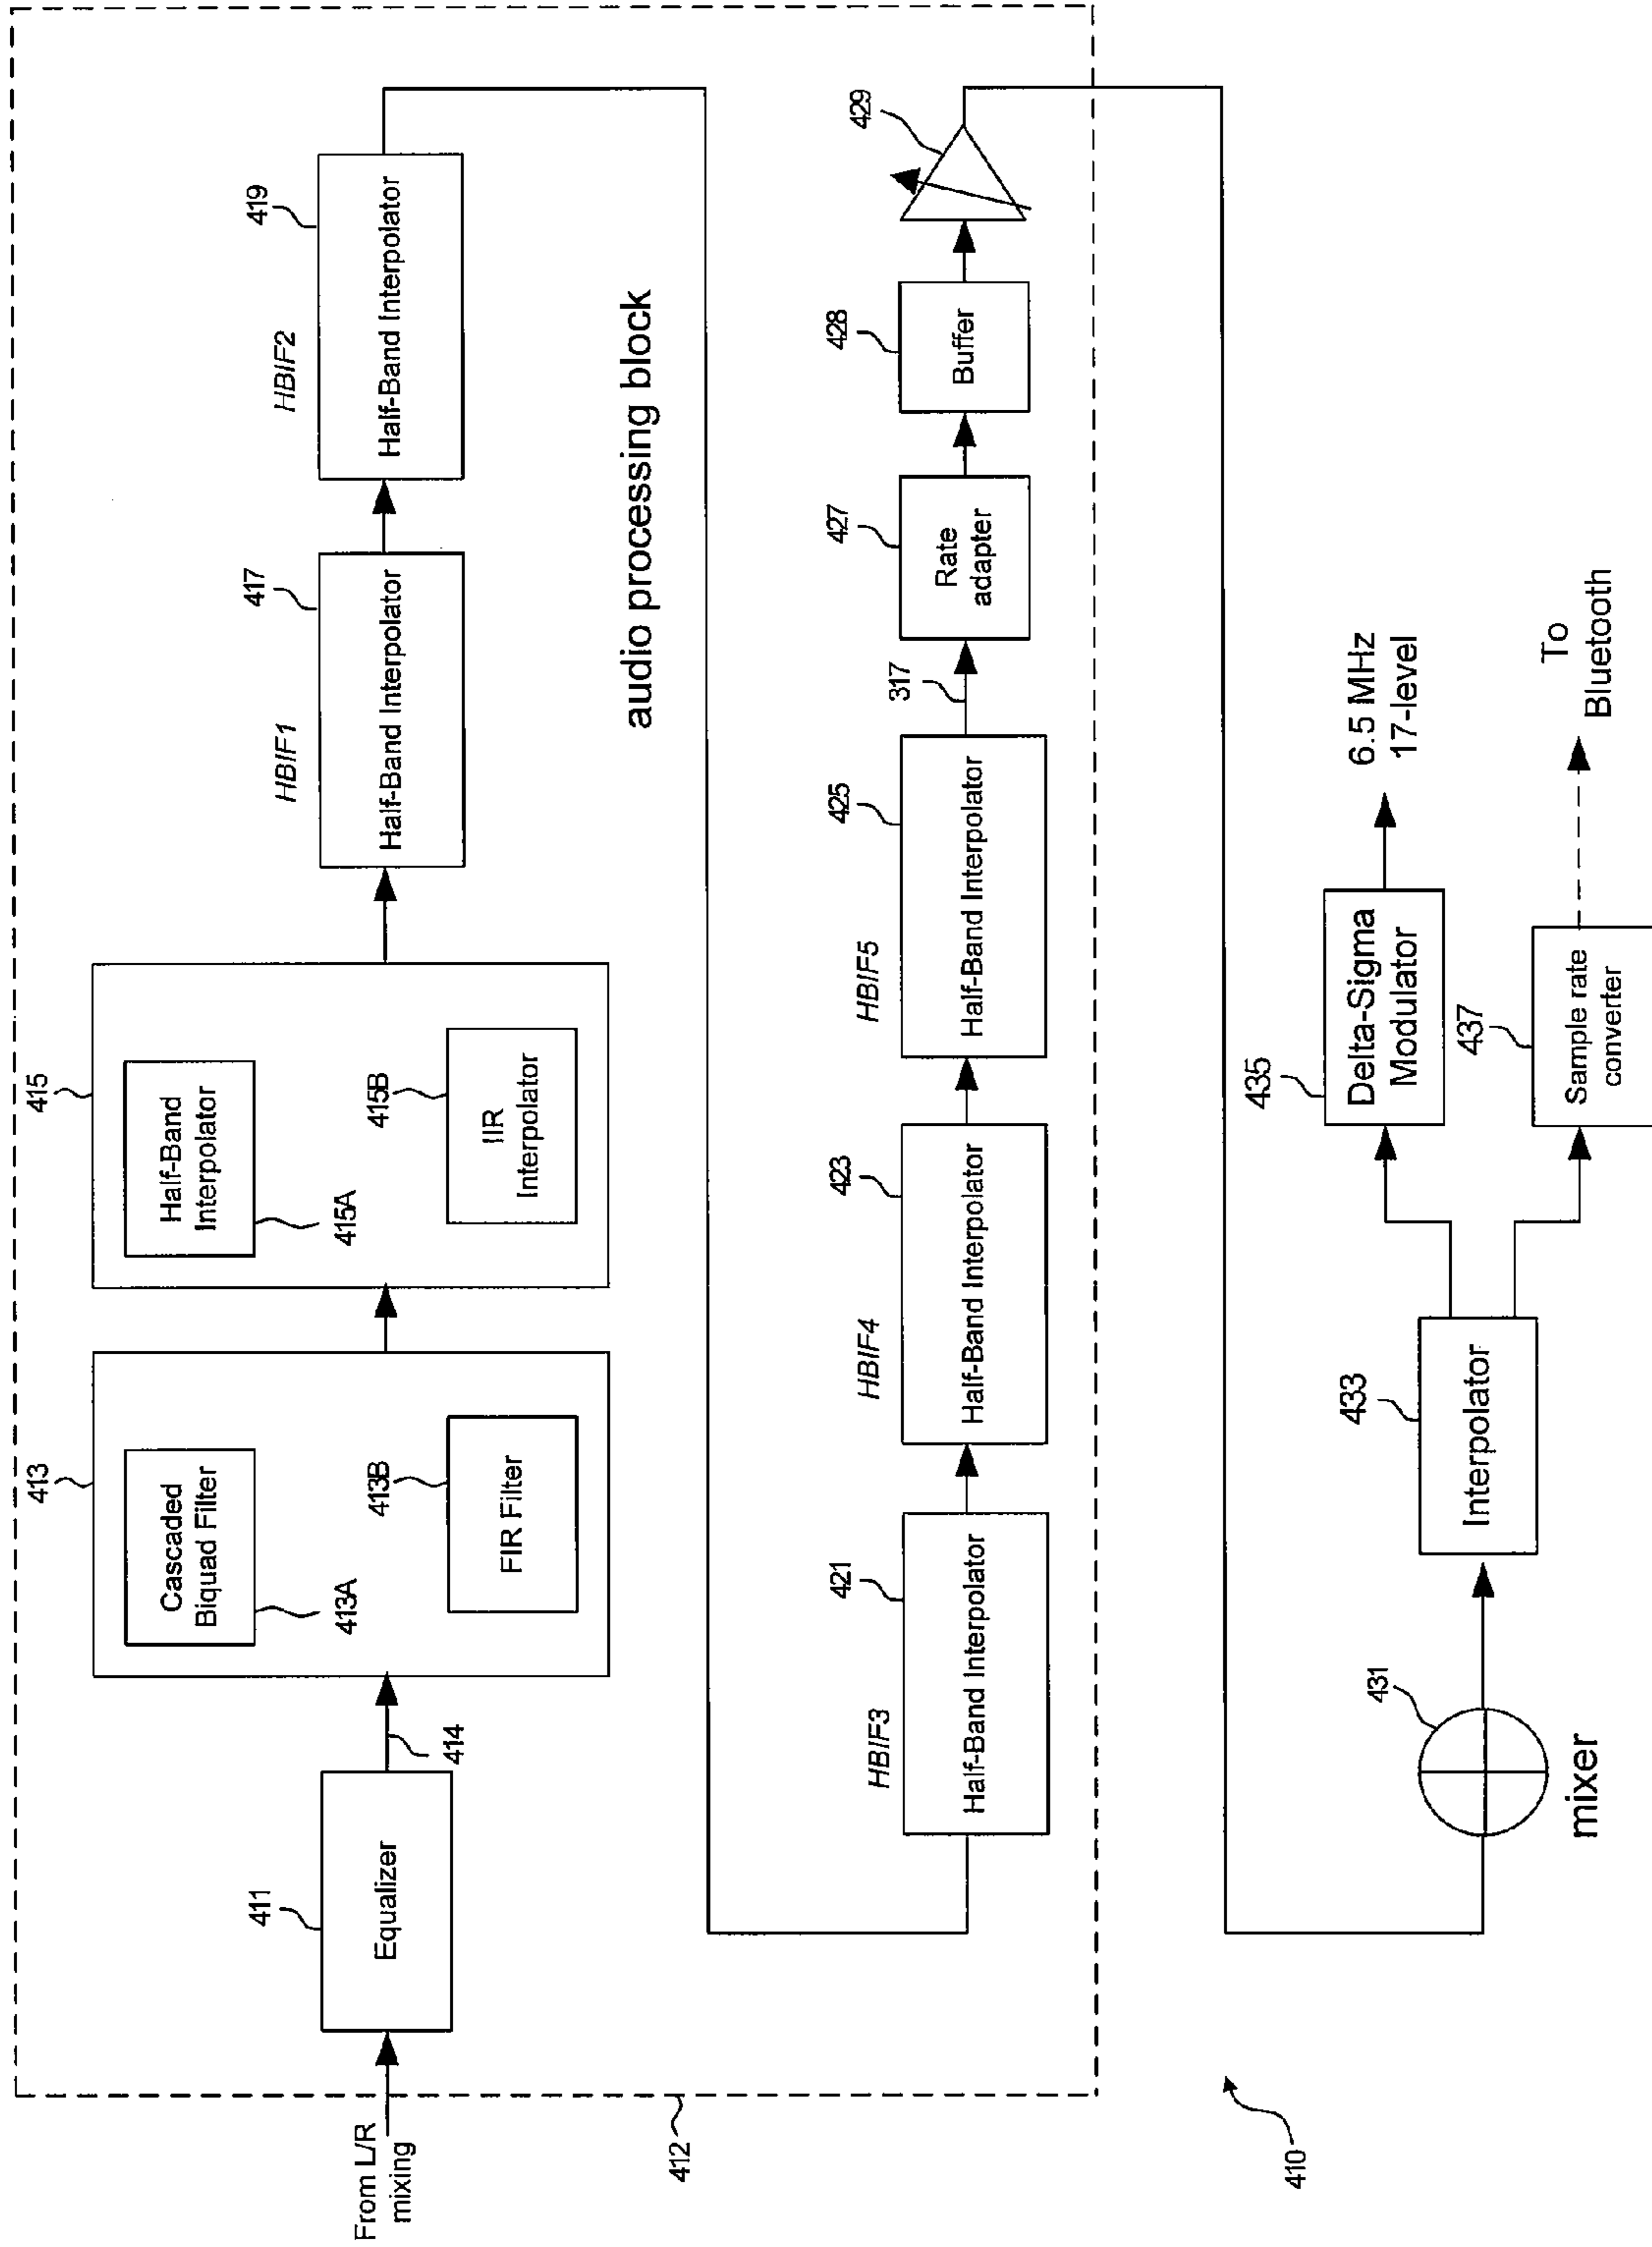 From L/R
mixing
411
Equalizer
414
413
Cascaded
Biquad Filter
413A
413B
FIR Filter
415
Half-Band
Interpolator
415A
415B
IIR
Interpolator
HBIF1
417
Half-Band Interpolator
HBIF2
419
Half-Band Interpolator
412
audio processing block
HBIF3
421
Half-Band Interpolator
HBIF4
423
Half-Band Interpolator
HBIF5
425
Half-Band Interpolator
317
427
Rate
adapter
428
Buffer
429
410
431
mixer
433
Interpolator
435
Delta-Sigma
Modulator
6.5 MHz
17-level
437
Sample rate
converter
To
Bluetooth